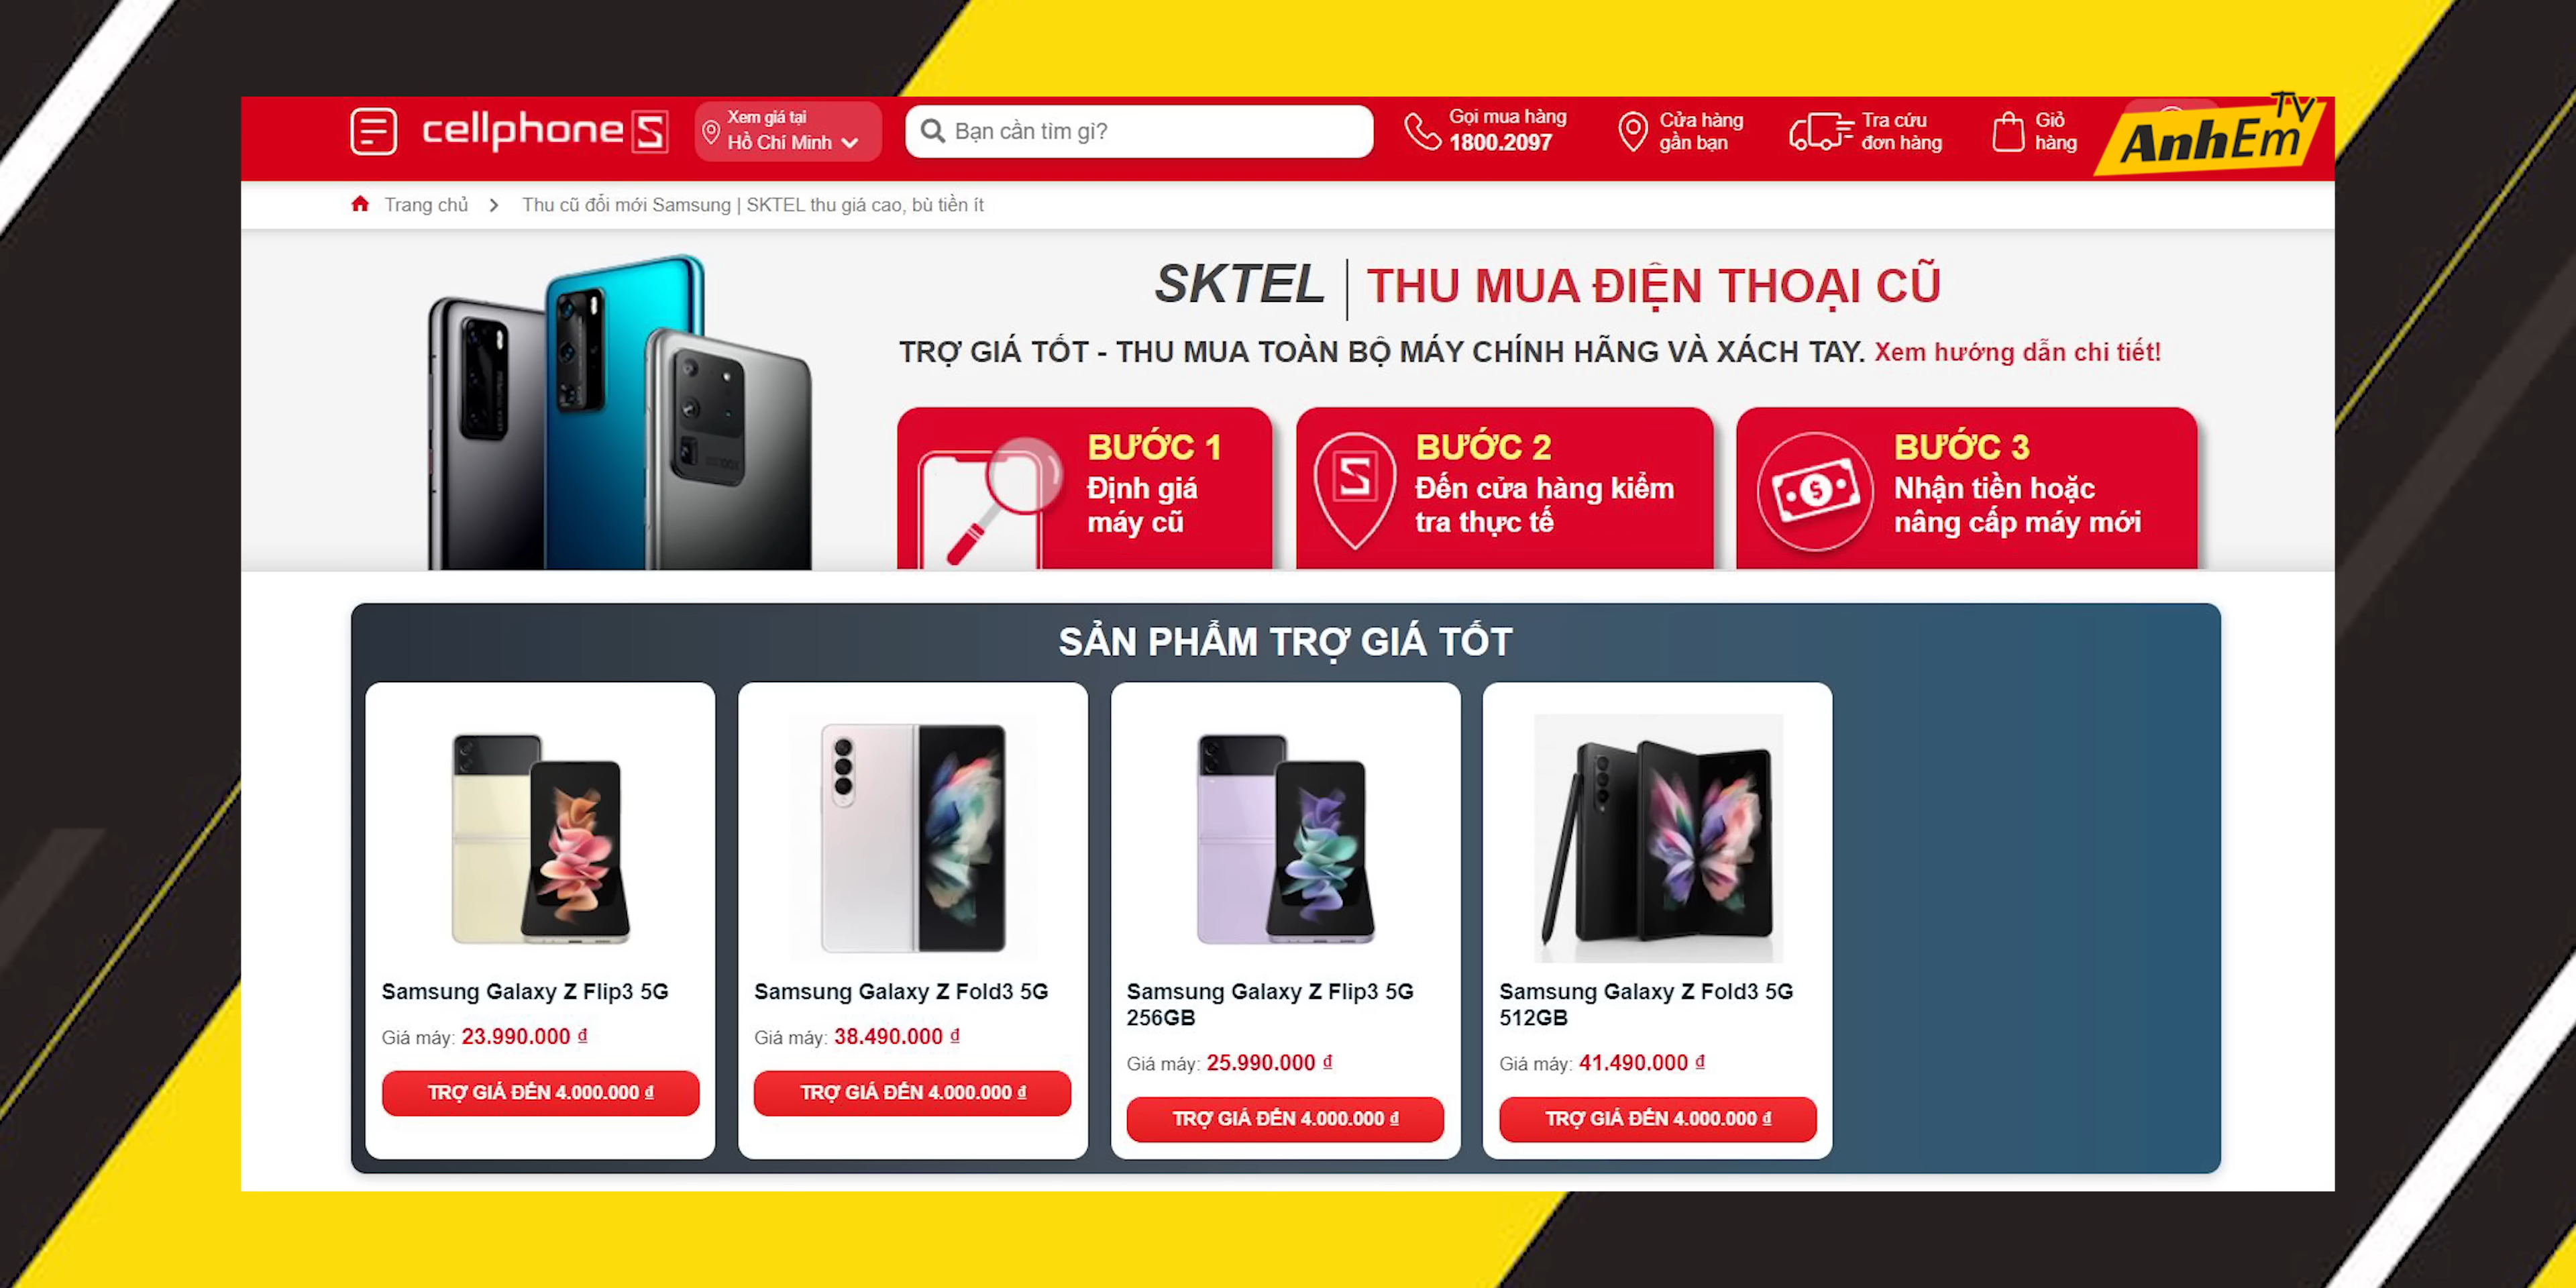 cellphoneS
Xem giá tại
Hồ Chí Minh
Bạn cần tìm gì?
Gọi mua hàng
1800.2097
Cửa hàng
gần bạn
Tra cứu
đơn hàng
Giỏ
hàng
AnhEm TV
Trang chủ > Thu cũ đổi mới Samsung | SKTEL thu giá cao, bù tiền ít
SKTEL | THU MUA ĐIỆN THOẠI CŨ
TRỢ GIÁ TỐT - THU MUA TOÀN BỘ MÁY CHÍNH HÃNG VÀ XÁCH TAY. Xem hướng dẫn chi tiết!
BƯỚC 1
Định giá
máy cũ
BƯỚC 2
Đến cửa hàng kiểm
tra thực tế
BƯỚC 3
Nhận tiền hoặc
nâng cấp máy mới
SẢN PHẨM TRỢ GIÁ TỐT
Samsung Galaxy Z Flip3 5G
Giá máy: 23.990.000 ₫
TRỢ GIÁ ĐẾN 4.000.000 ₫
Samsung Galaxy Z Fold3 5G
Giá máy: 38.490.000 ₫
TRỢ GIÁ ĐẾN 4.000.000 ₫
Samsung Galaxy Z Flip3 5G
256GB
Giá máy: 25.990.000 ₫
TRỢ GIÁ ĐẾN 4.000.000 ₫
Samsung Galaxy Z Fold3 5G
512GB
Giá máy: 41.490.000 ₫
TRỢ GIÁ ĐẾN 4.000.000 ₫